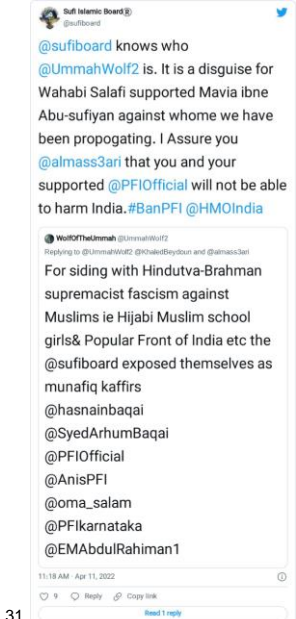 Sufi Islamic Board®
@sufiboard
@sufiboard knows who
@UmmahWolf2 is. It is a disguise for
Wahabi Salafi supported Mavia ibne
Abu-sufiyan against whome we have
been propogating. I Assure you
@almass3ari that you and your
supported @PFIOfficial will not be able
to harm India.#BanPFI @HMOIndia
WolfOfTheUmmah @UmmahWolf2
Replying to @UmmahWolf2 @KhaledBeydoun and @almass3ari
For siding with Hindutva-Brahman
supremacist fascism against
Muslims ie Hijabi Muslim school
girls& Popular Front of India etc the
@sufiboard exposed themselves as
munafiq kaffirs
@hasnainbaqai
@SyedArhumBaqai
@PFIOfficial
@AnisPFI
@oma_salam
@PFIkarnataka
@EMAbdulRahiman1
11:18 AM · Apr 11, 2022
9 Reply Copy link
Read 1 reply
31